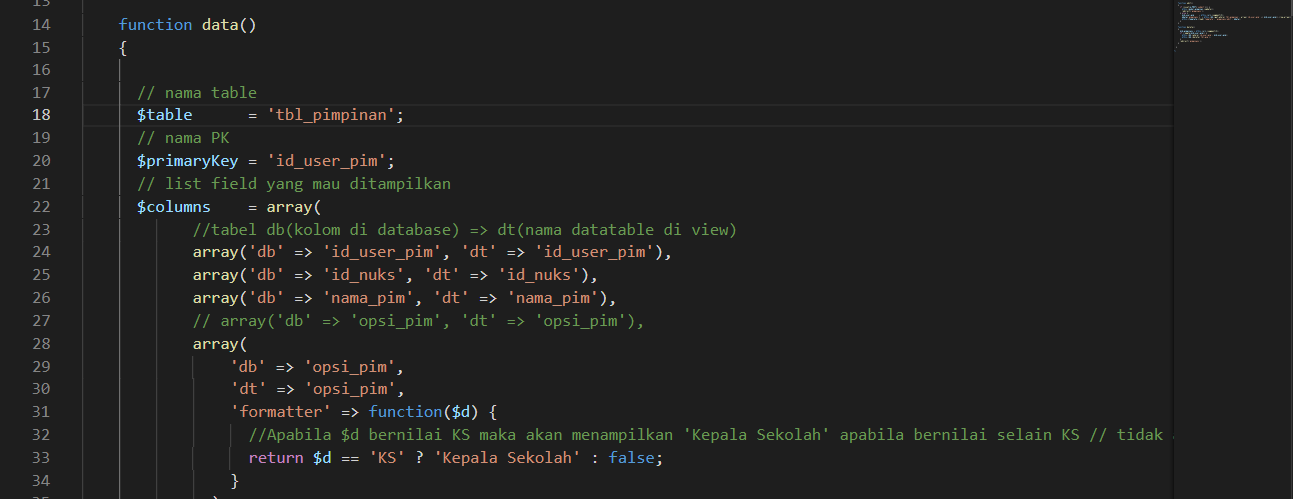 13
14 function data()
15 {
16
17 // nama table
18 $table = 'tbl_pimpinan';
19 // nama PK
20 $primaryKey = 'id_user_pim';
21 // list field yang mau ditampilkan
22 $columns = array(
23 //tabel db(kolom di database) => dt(nama datatable di view)
24 array('db' => 'id_user_pim', 'dt' => 'id_user_pim'),
25 array('db' => 'id_nuks', 'dt' => 'id_nuks'),
26 array('db' => 'nama_pim', 'dt' => 'nama_pim'),
27 // array('db' => 'opsi_pim', 'dt' => 'opsi_pim'),
28 array(
29 'db' => 'opsi_pim',
30 'dt' => 'opsi_pim',
31 'formatter' => function($d) {
32 //Apabila $d bernilai KS maka akan menampilkan 'Kepala Sekolah' apabila bernilai selain KS // tidak
33 return $d == 'KS' ? 'Kepala Sekolah' : false;
34 }